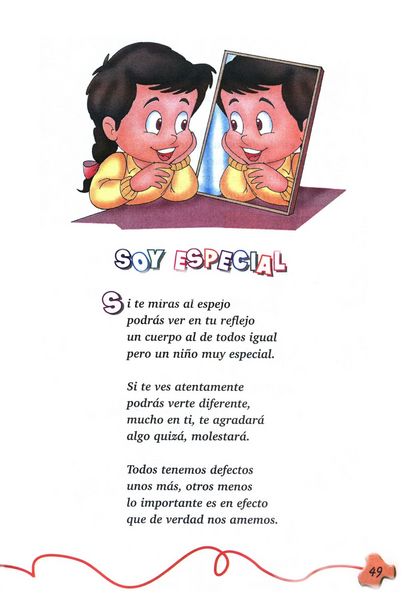 SOY ESPECIAL
Si te miras al espejo
podrás ver en tu reflejo
un cuerpo al de todos igual
pero un niño muy especial.
Si te ves atentamente
podrás verte diferente,
mucho en ti, te agradará
algo quizá, molestará.
Todos tenemos defectos
unos más, otros menos
lo importante es en efecto
que de verdad nos amemos.
49